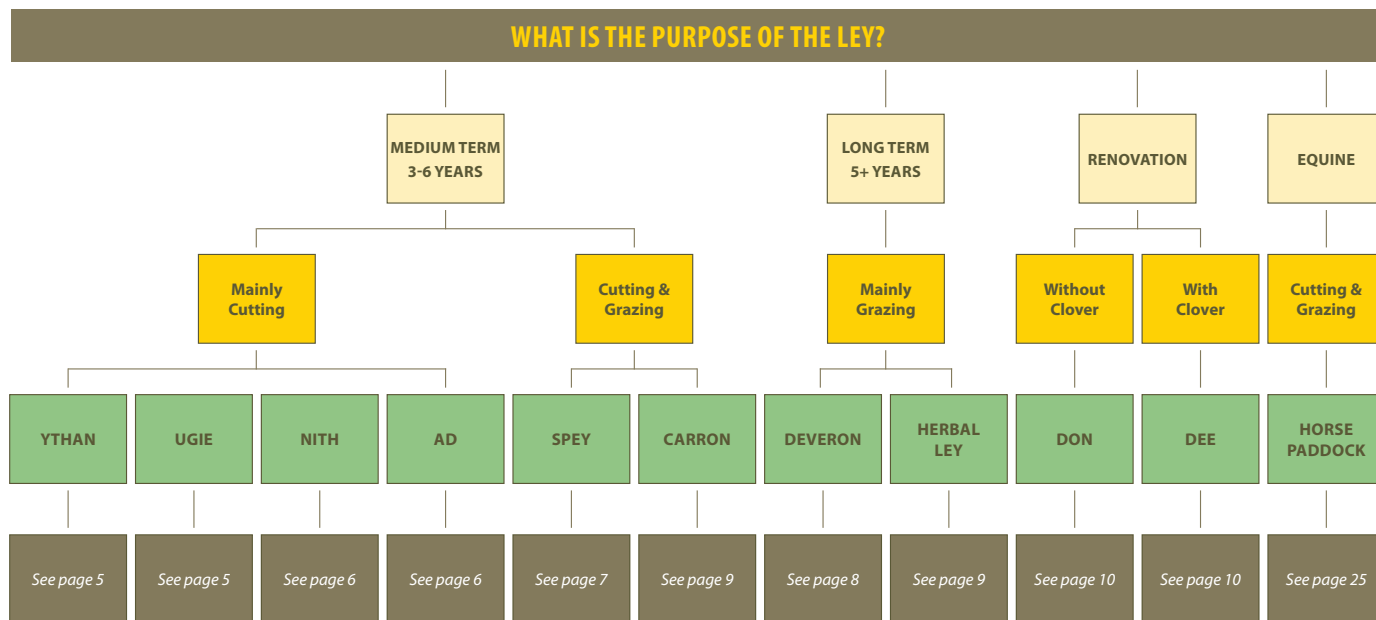 WHAT IS THE PURPOSE OF THE LEY?
MEDIUM TERM
3-6 YEARS
LONG TERM
5+ YEARS
RENOVATION
EQUINE
Mainly
Cutting
Cutting &
Grazing
Mainly
Grazing
Without
Clover
With
Clover
Cutting &
Grazing
YTHAN
UGIE
NITH
AD
SPEY
CARRON
DEVERON
HERBAL
LEY
DON
DEE
HORSE
PADDOCK
See page 5
See page 5
See page 6
See page 6
See page 7
See page 9
See page 8
See page 9
See page 10
See page 10
See page 25